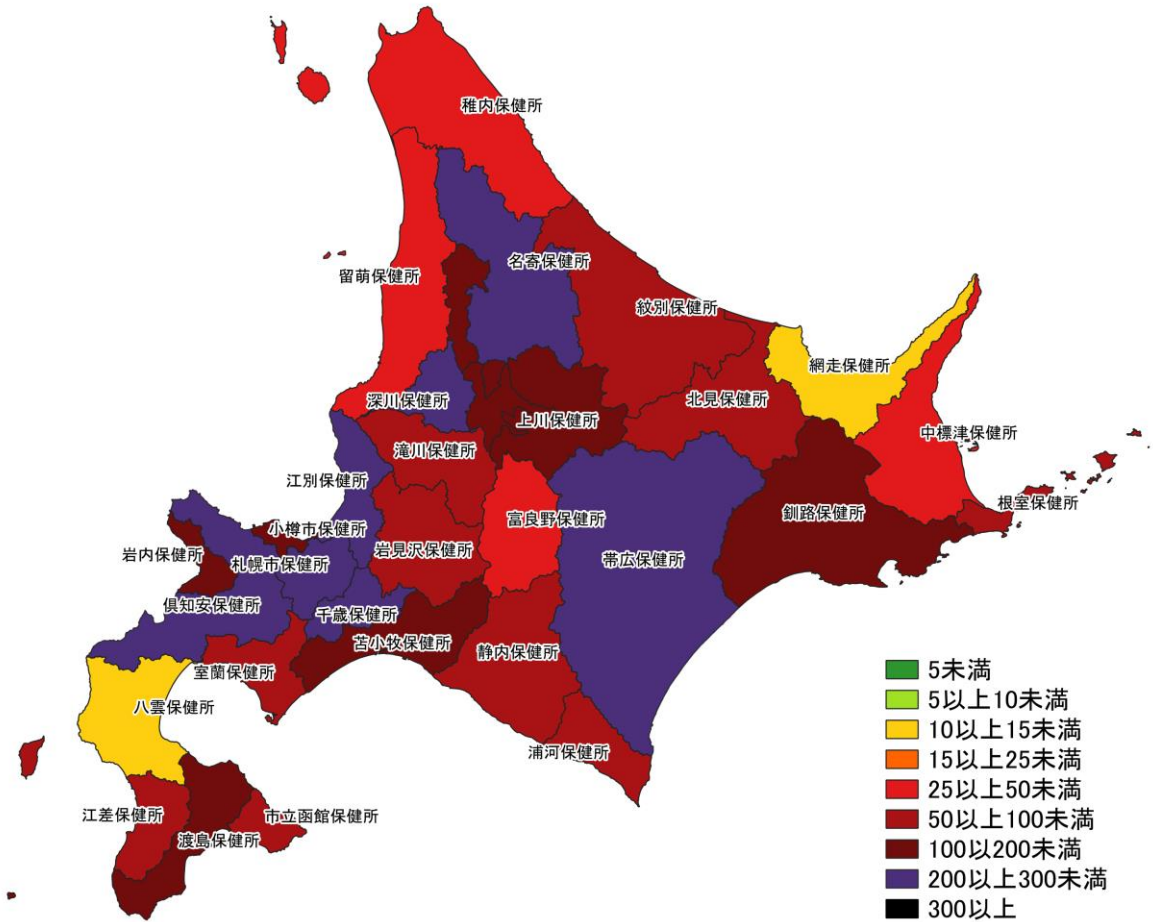 稚内保健所
名寄保健所
留萌保健所
紋別保健所
網走保健所
深川保健所
上川保健所
北見保健所
中標津保健所
滝川保健所
江別保健所
富良野保健所
釧路保健所
根室保健所
小樽市保健所
岩内保健所
札幌市保健所
岩見沢保健所
帯広保健所
倶知安保健所
千歳保健所
苫小牧保健所
静内保健所
室蘭保健所
八雲保健所
浦河保健所
江差保健所
市立函館保健所
渡島保健所
5未満
5以上10未満
10以上15未満
15以上25未満
25以上50未満
50以上100未満
100以200未満
200以上300未満
300以上